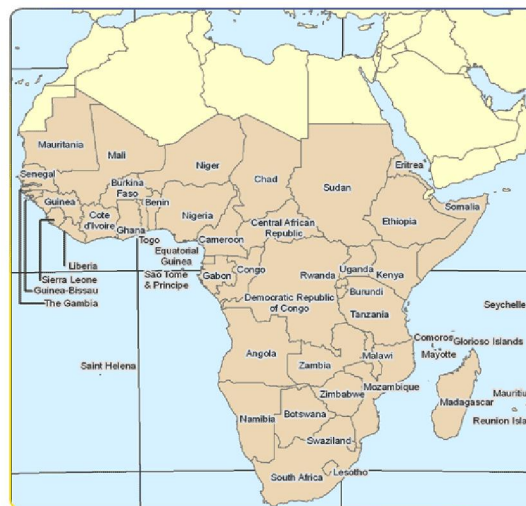 Mauritania
Mali
Niger
Chad
Sudan
Eritrea
Senegal
Burkina
Faso
Guinea
Benin
Nigeria
Cote
d'Ivoire
Ghana
Togo
Cameroon
Central African
Republic
Ethiopia
Somalia
Liberia
Sierra Leone
Guinea-Bissau
The Gambia
Equatorial
Guinea
Sao Tome
& Principe
Gabon
Congo
Rwanda
Uganda
Kenya
Democratic Republic
of Congo
Burundi
Tanzania
Seychelle
Comoros
Glorioso Islands
Mayotte
Saint Helena
Angola
Zambia
Malawi
Mozambique
Zimbabwe
Madagascar
Mauritiu
Reunion Isla
Namibia
Botswana
Swaziland
South Africa
Lesotho